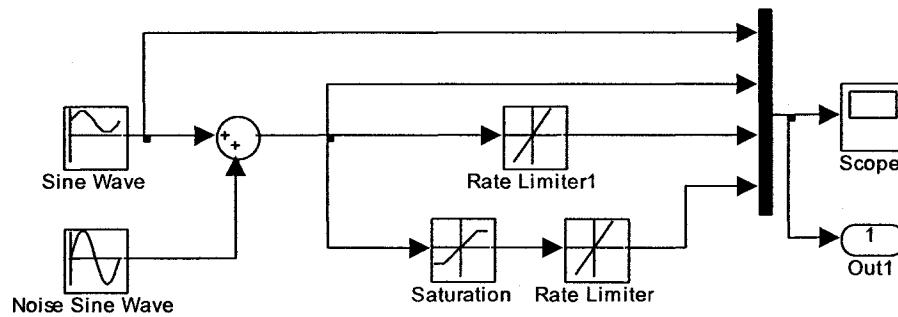 Sine Wave
+
+
Rate Limiter1
Scope
Noise Sine Wave
Saturation
Rate Limiter
1
Out1